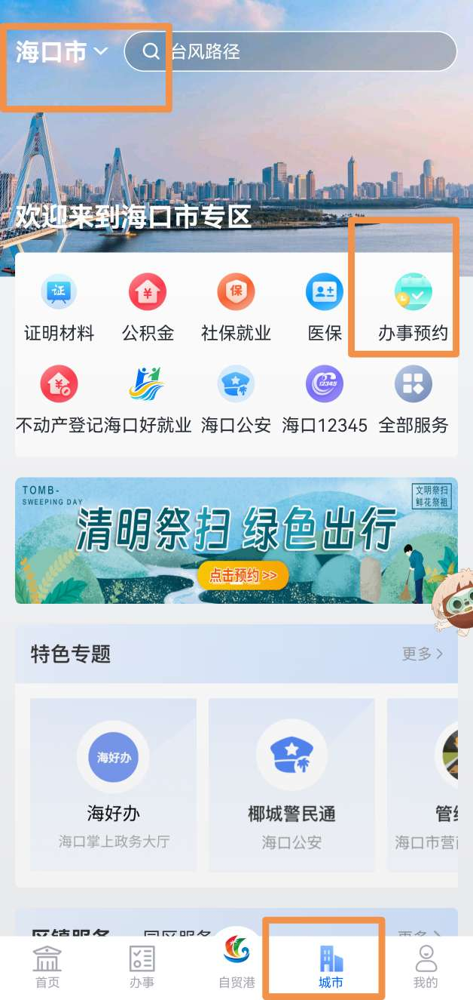 海口市
台风路径
欢迎来到海口市专区
证
保
证明材料 公积金 社保就业 医保 办事预约
12345
不动产登记 海口好就业 海口公安 海口12345 全部服务
TOMB-
SWEEPING DAY
文明祭扫
鲜花祭祖
清明祭扫 绿色出行
点击预约 >>
特色专题
更多
海好办
海好办
海口掌上政务大厅
椰城警民通
海口公安
海口市营商
区镇服务 园区服务 更多
首页 办事 自贸港 城市 我的